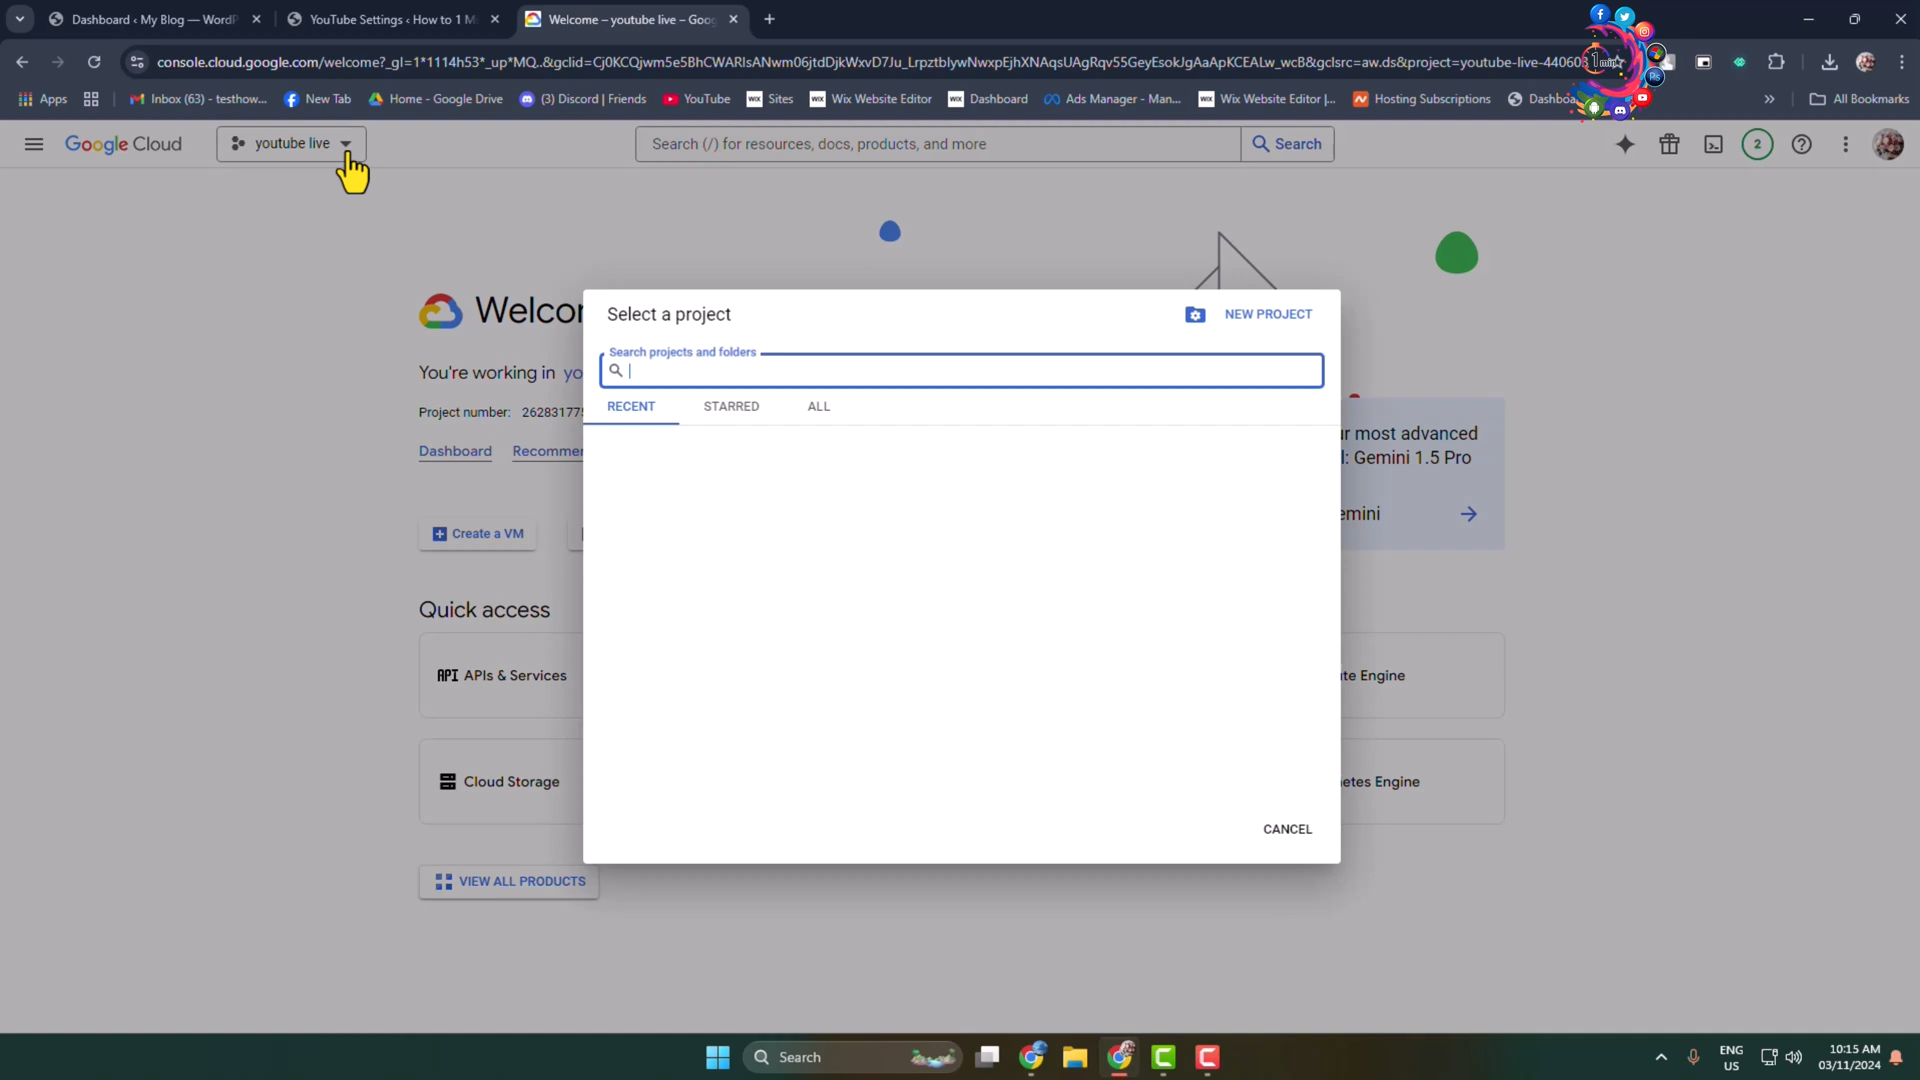 Dashboard ‹ My Blog — WordP
YouTube Settings ‹ How to 1 M
Welcome – youtube live – Goog
console.cloud.google.com/welcome?_gl=1*1114h53*_up*MQ..&gclid=Cj0KCQjwm5e5BhCWARIsANwm06jtdDjkWxvD7Ju_LrpztbIywNwxpEjhXNAqsUAgRqv55GeyEsokJgAaApKCEALw_wcB&gclsrc=aw.ds&project=youtube-live-440603
1 min
Apps
Inbox (63) - testhow...
New Tab
Home - Google Drive
(3) Discord | Friends
YouTube
Sites
Wix Website Editor
Dashboard
Ads Manager - Man...
Wix Website Editor |...
Hosting Subscriptions
Dashboa
All Bookmarks
Google Cloud
youtube live
Search (/) for resources, docs, products, and more
Search
2
Welcom
You're working in yo
Project number: 26283177
Dashboard
Recommen
Create a VM
Quick access
API APIs & Services
Cloud Storage
VIEW ALL PRODUCTS
Select a project
NEW PROJECT
Search projects and folders
RECENT
STARRED
ALL
CANCEL
ur most advanced
l: Gemini 1.5 Pro
emini
te Engine
etes Engine
Search
ENG
US
10:15 AM
03/11/2024